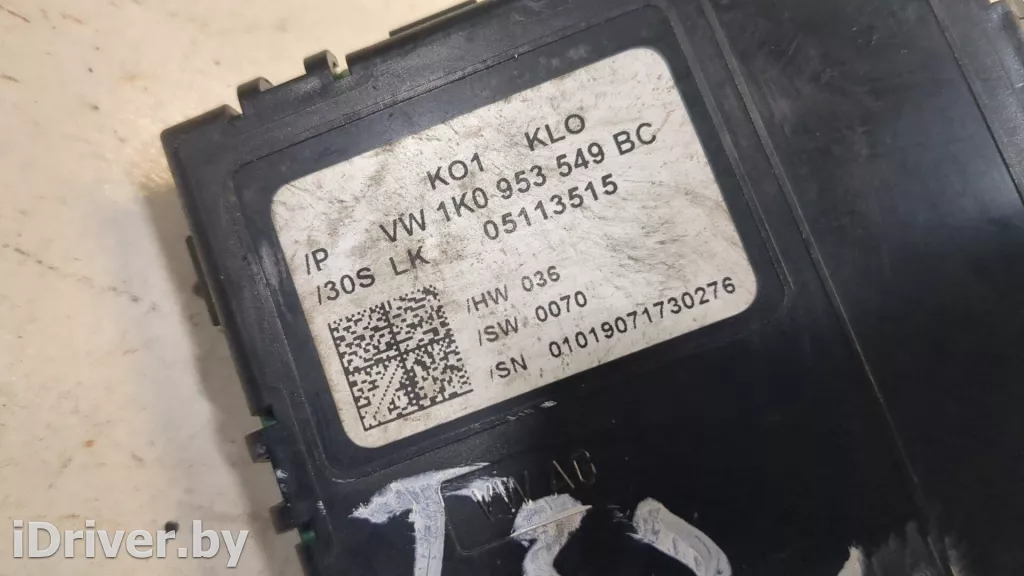 KO1 KLO
/P VW 1K0 953 549 BC
/30S LK 05113515
/HW 036
/SW 0070
/SN 01019071730276
VW AG
iDriver.by